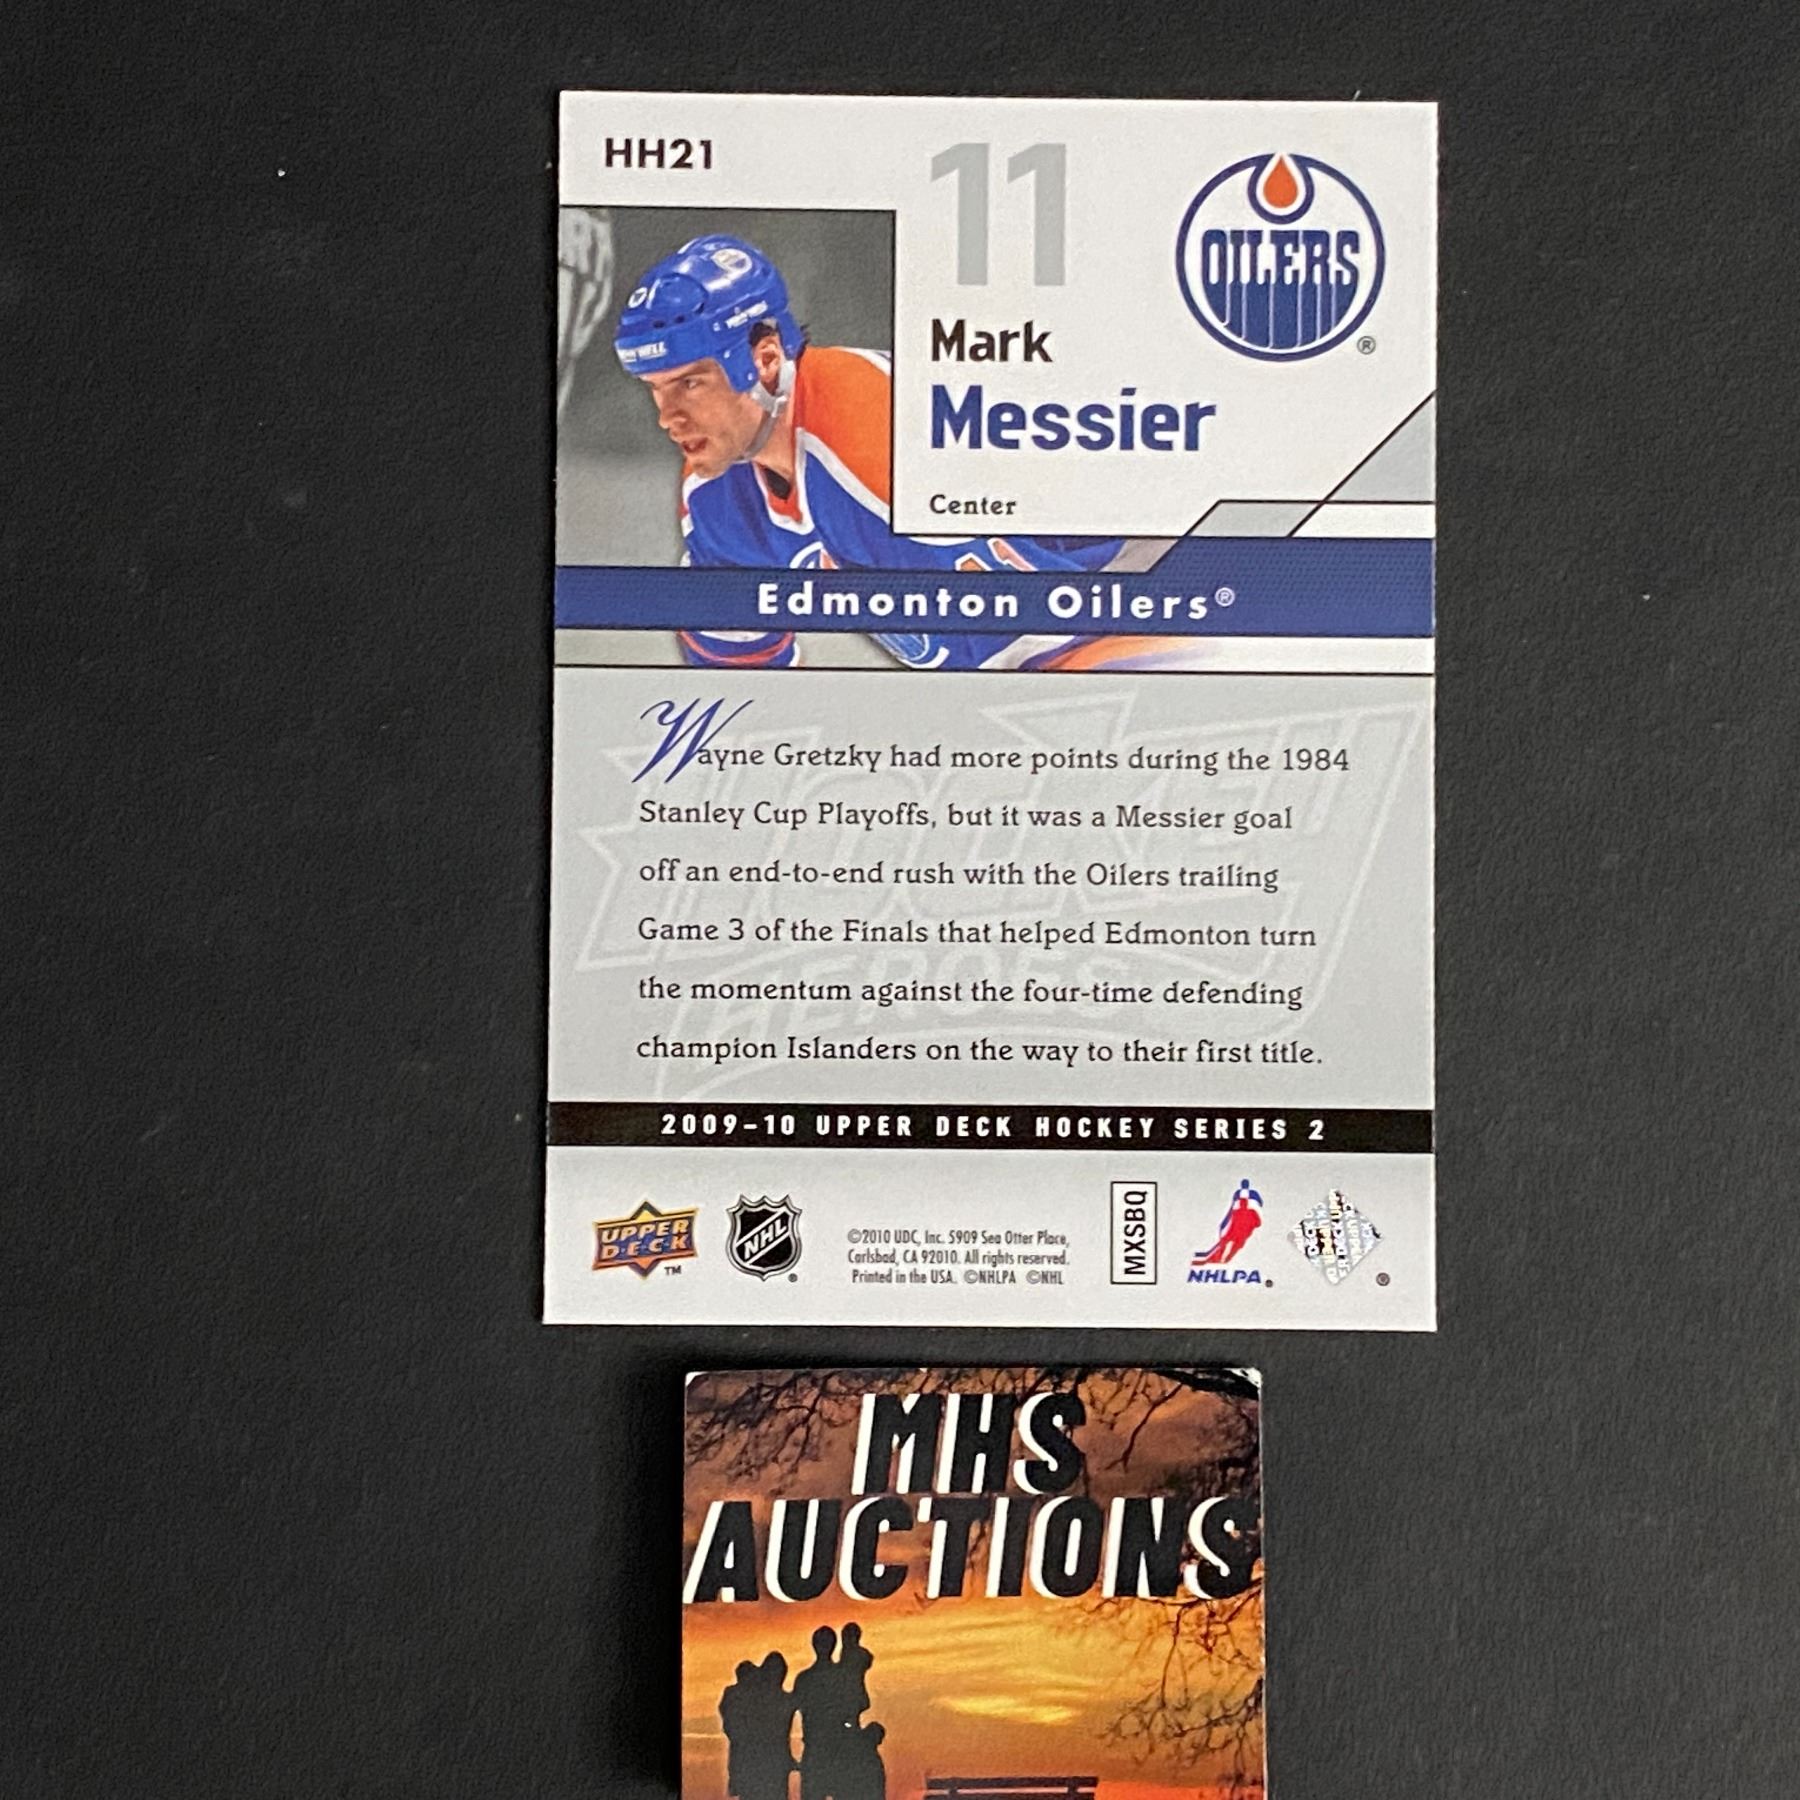 HH21
11
OILERS
®
Mark
Messier
Center
Edmonton Oilers®
Wayne Gretzky had more points during the 1984
Stanley Cup Playoffs, but it was a Messier goal
off an end-to-end rush with the Oilers trailing
Game 3 of the Finals that helped Edmonton turn
the momentum against the four-time defending
champion Islanders on the way to their first title.
HEROES
2009-10 UPPER DECK HOCKEY SERIES 2
UPPER
D·E·C·K
TM
NHL
©2010 UDC, Inc. 5909 Sea Otter Place,
Carlsbad, CA 92010. All rights reserved.
Printed in the USA. ©NHLPA ©NHL
MXSBQ
NHLPA
®
MHS
AUCTIONS